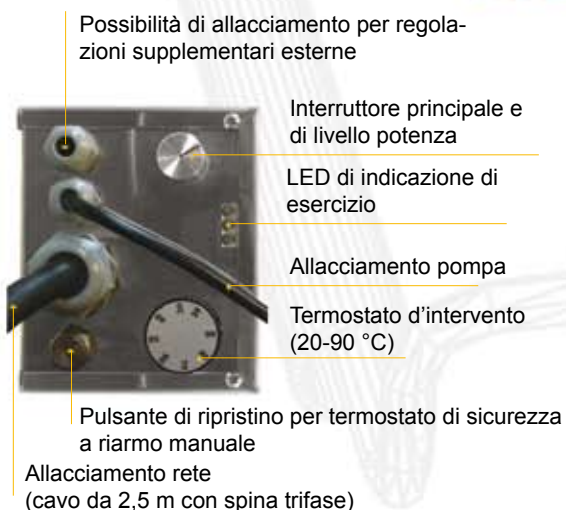 Possibilità di allacciamento per regola-
zioni supplementari esterne
Interruttore principale e
di livello potenza
LED di indicazione di
esercizio
Allacciamento pompa
Termostato d'intervento
(20-90 °C)
Pulsante di ripristino per termostato di sicurezza
a riarmo manuale
Allacciamento rete
(cavo da 2,5 m con spina trifase)